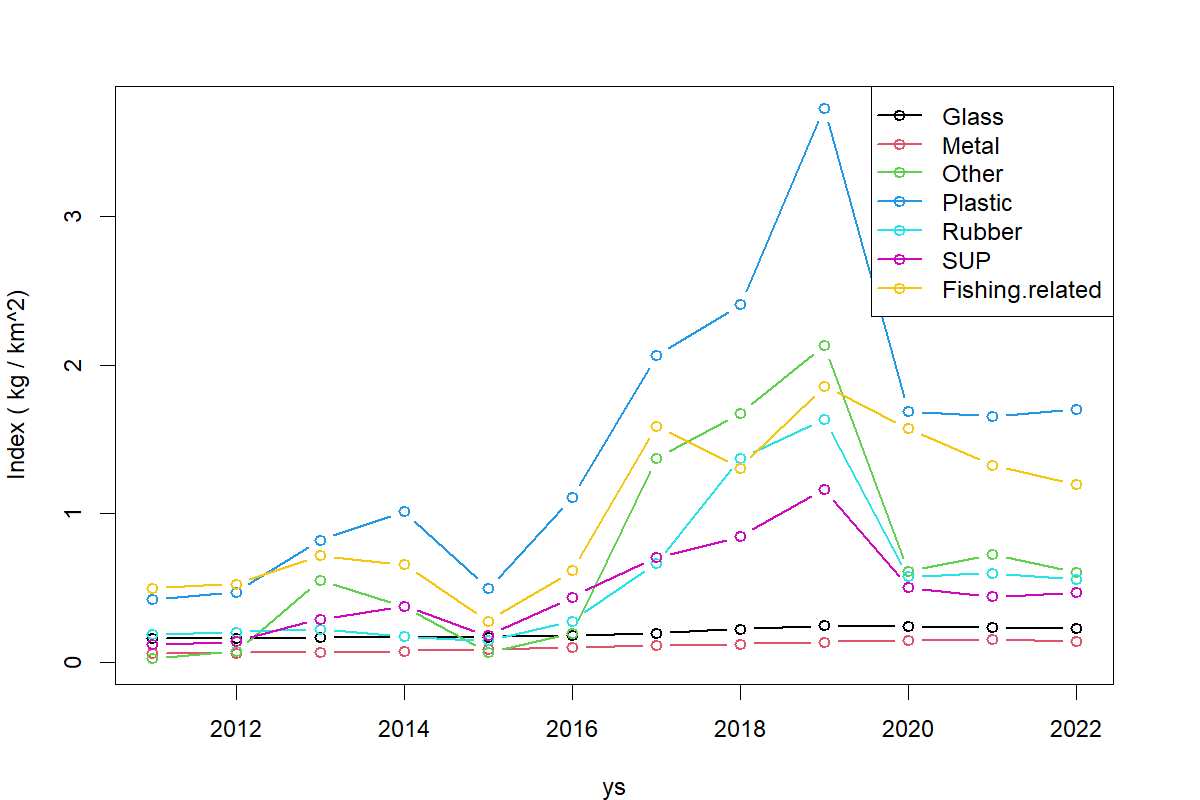 Glass
Metal
Other
Plastic
Rubber
SUP
Fishing.related
Index ( kg / km^2)
3
2
1
0
2012 2014 2016 2018 2020 2022
ys